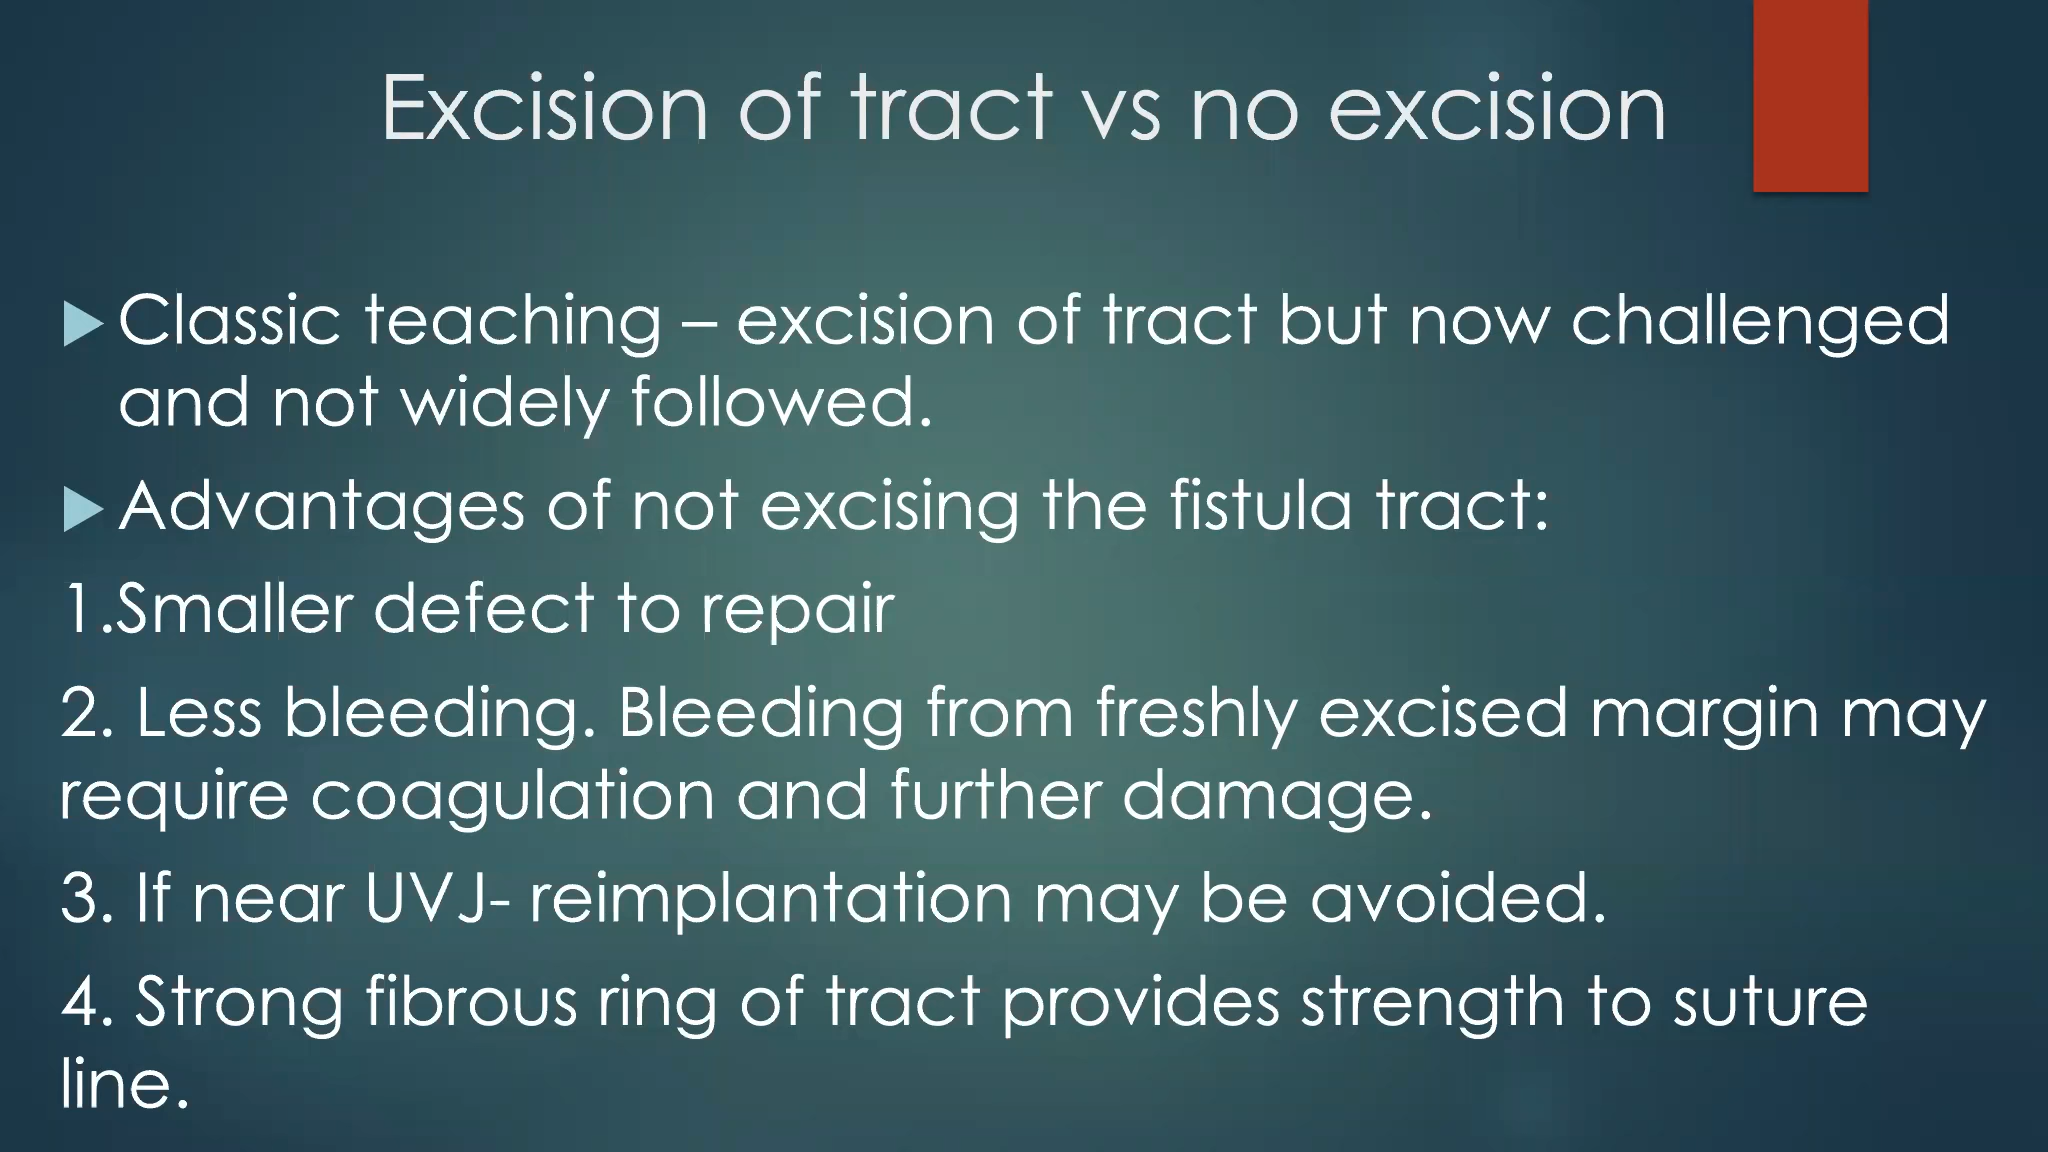 Excision of tract vs no excision
Classic teaching – excision of tract but now challenged
and not widely followed.
Advantages of not excising the fistula tract:
1.Smaller defect to repair
2. Less bleeding. Bleeding from freshly excised margin may
require coagulation and further damage.
3. If near UVJ- reimplantation may be avoided.
4. Strong fibrous ring of tract provides strength to suture
line.